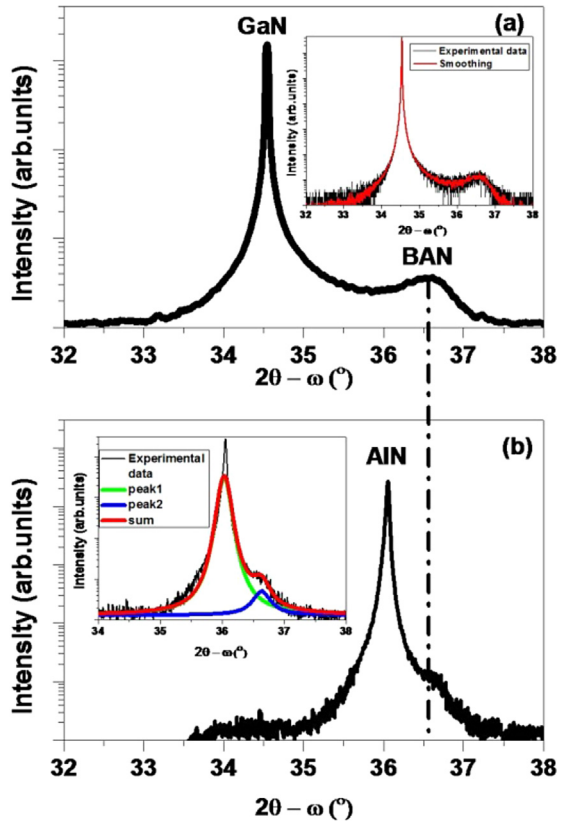 GaN
(a)
Experimental data
Smoothing
Intensity (arb.units)
32 33 34 35 36 37 38
2θ − ω (°)
BAN
Intensity (arb.units)
32 33 34 35 36 37 38
2θ − ω (°)
(b)
AlN
Experimental
data
peak1
peak2
sum
Intensity (arb.units)
34 35 36 37 38
2θ − ω(°)
Intensity (arb.units)
32 33 34 35 36 37 38
2θ − ω (°)